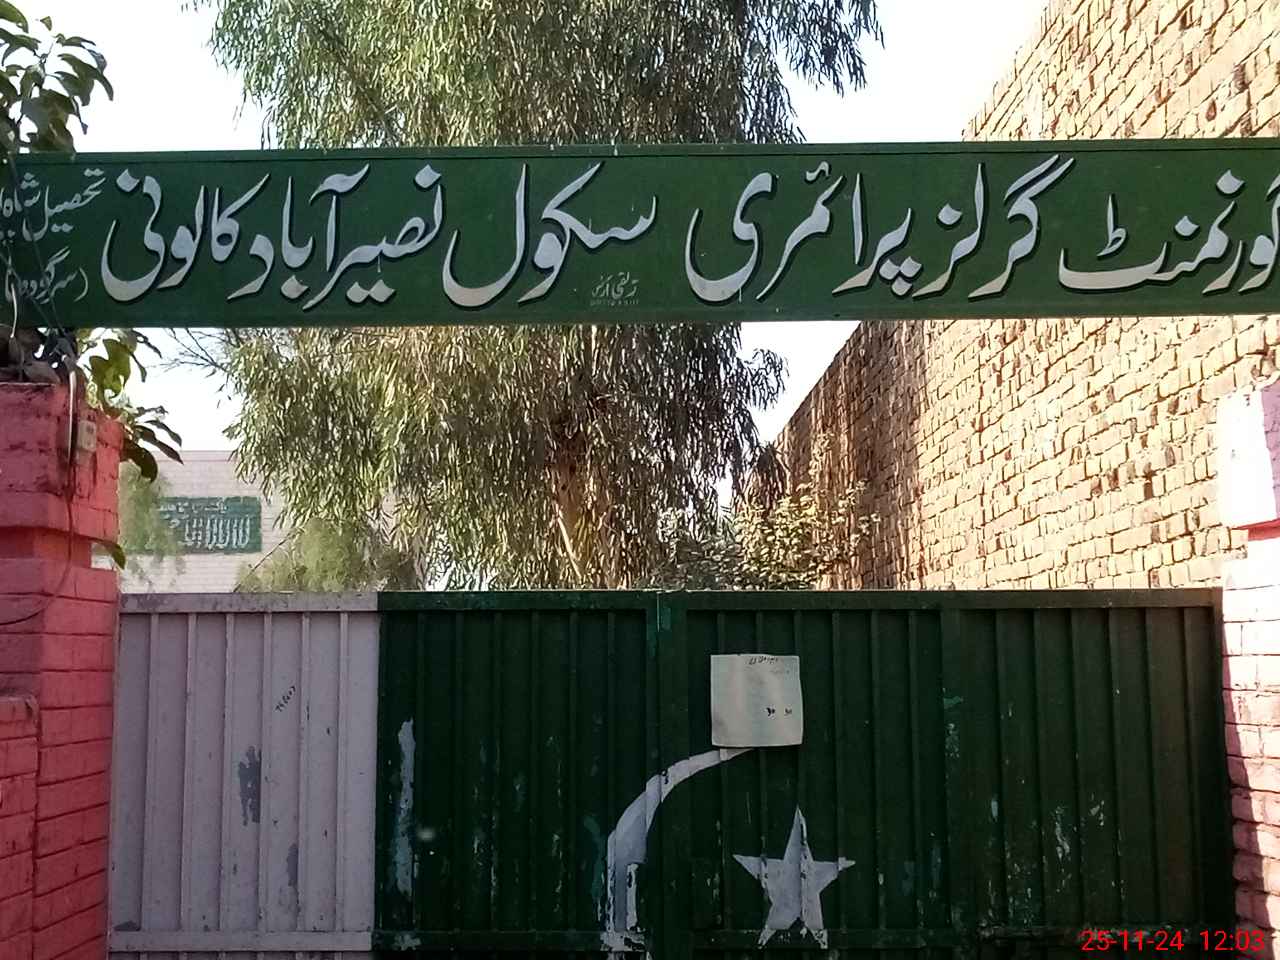 گورنمنٹ گرلز پرائمری سکول نصیر آباد کالونی
تحصیل شاہ
سرگودھا
25-11-24 12:03